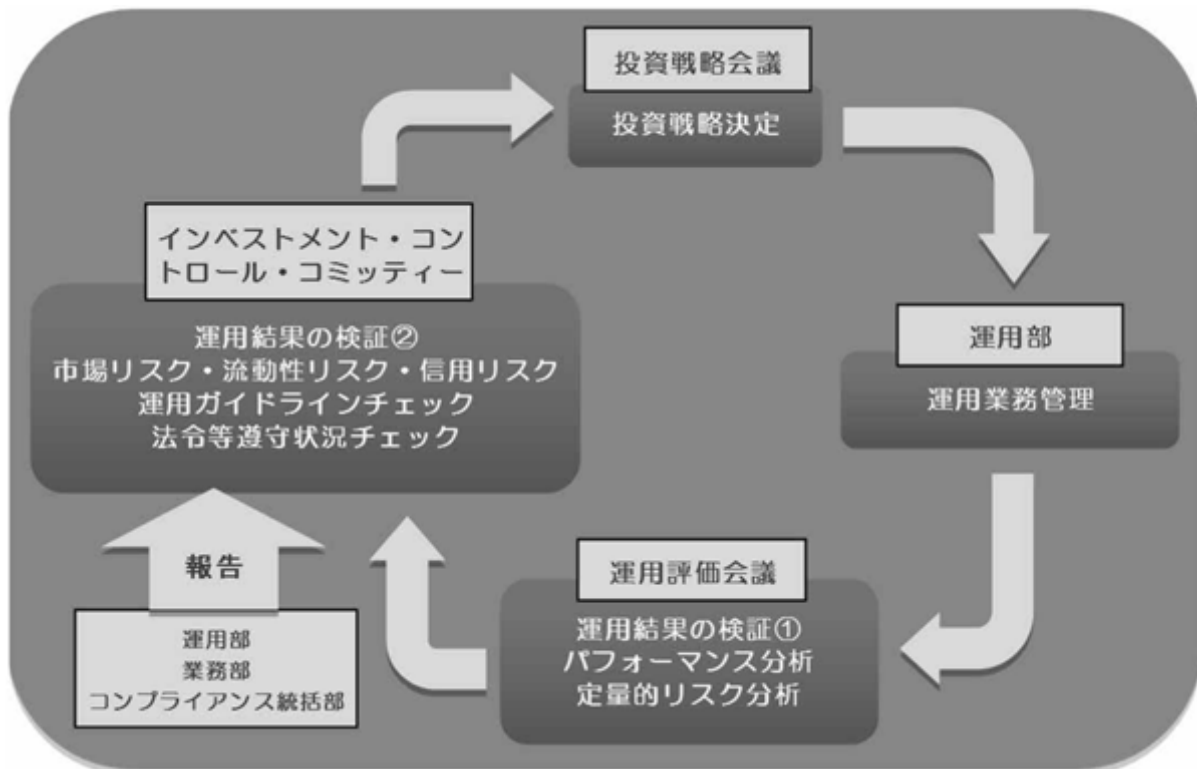 投資戦略会議
投資戦略決定
運用部
運用業務管理
運用評価会議
運用結果の検証①
パフォーマンス分析
定量的リスク分析
インベストメント・コン
トロール・コミッティー
運用結果の検証②
市場リスク・流動性リスク・信用リスク
運用ガイドラインチェック
法令等遵守状況チェック
報告
運用部
業務部
コンプライアンス統括部